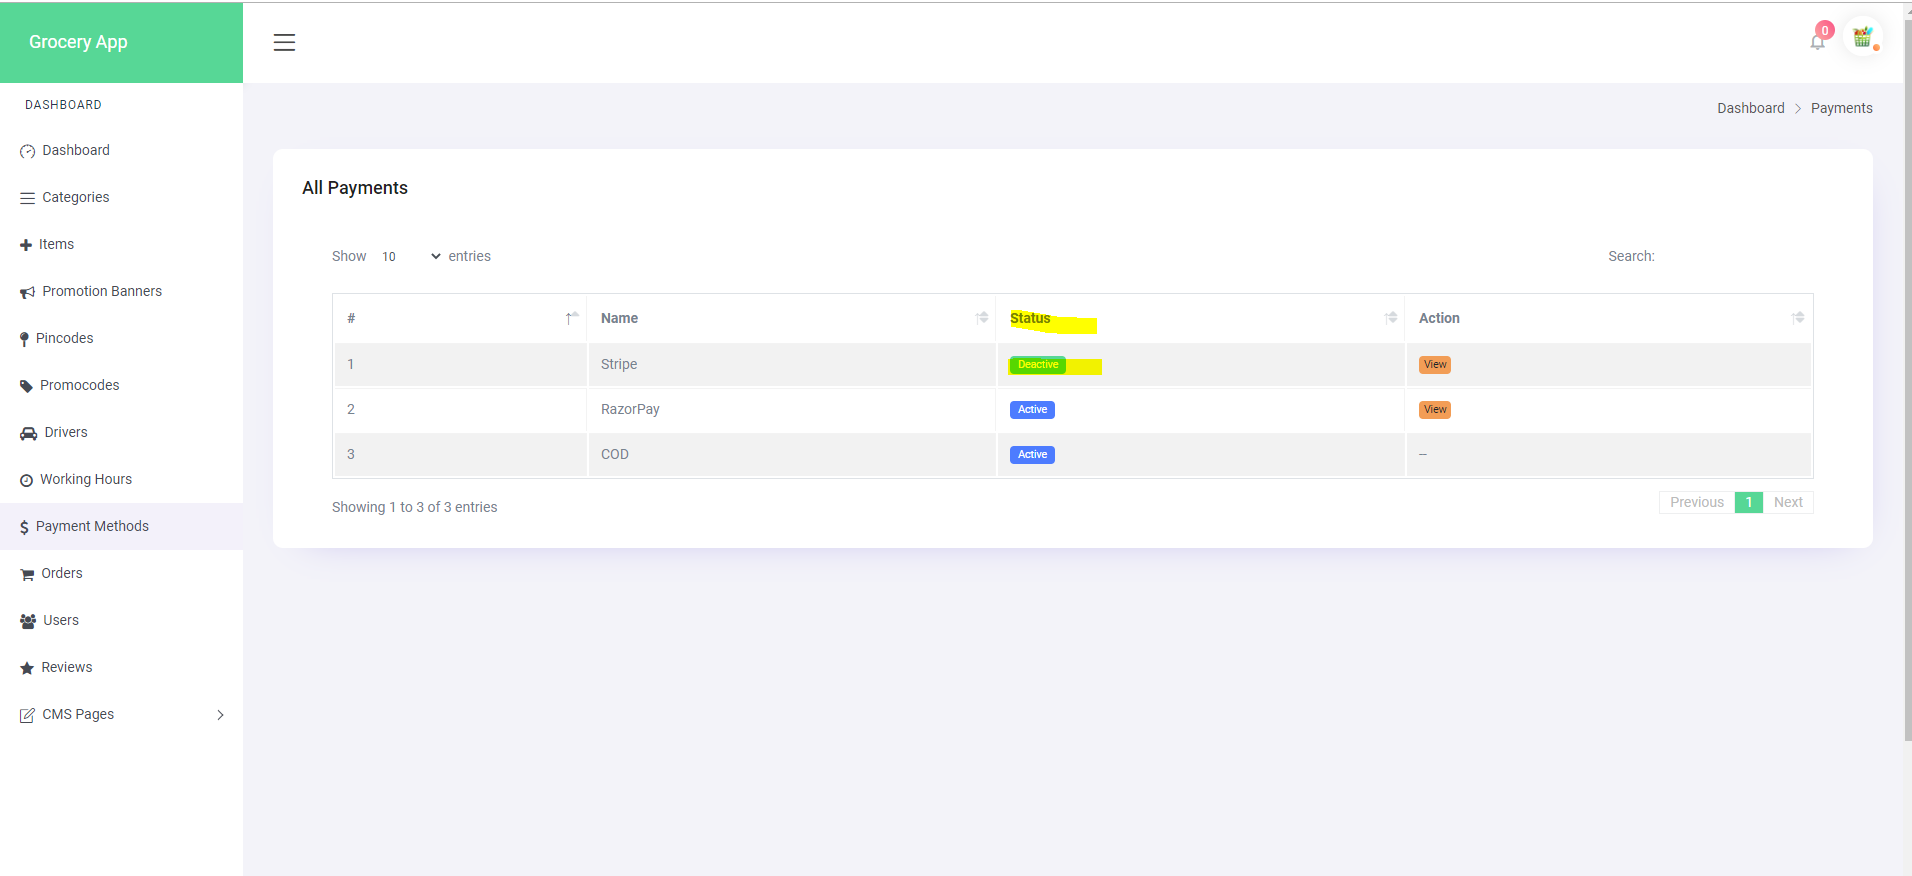 Grocery App
0
DASHBOARD
Dashboard > Payments
Dashboard
Categories
Items
Promotion Banners
Pincodes
Promocodes
Drivers
Working Hours
Payment Methods
Orders
Users
Reviews
CMS Pages
All Payments
Show 10 entries
Search:
# Name Status Action
1 Stripe Deactive View
2 RazorPay Active View
3 COD Active --
Showing 1 to 3 of 3 entries
Previous 1 Next